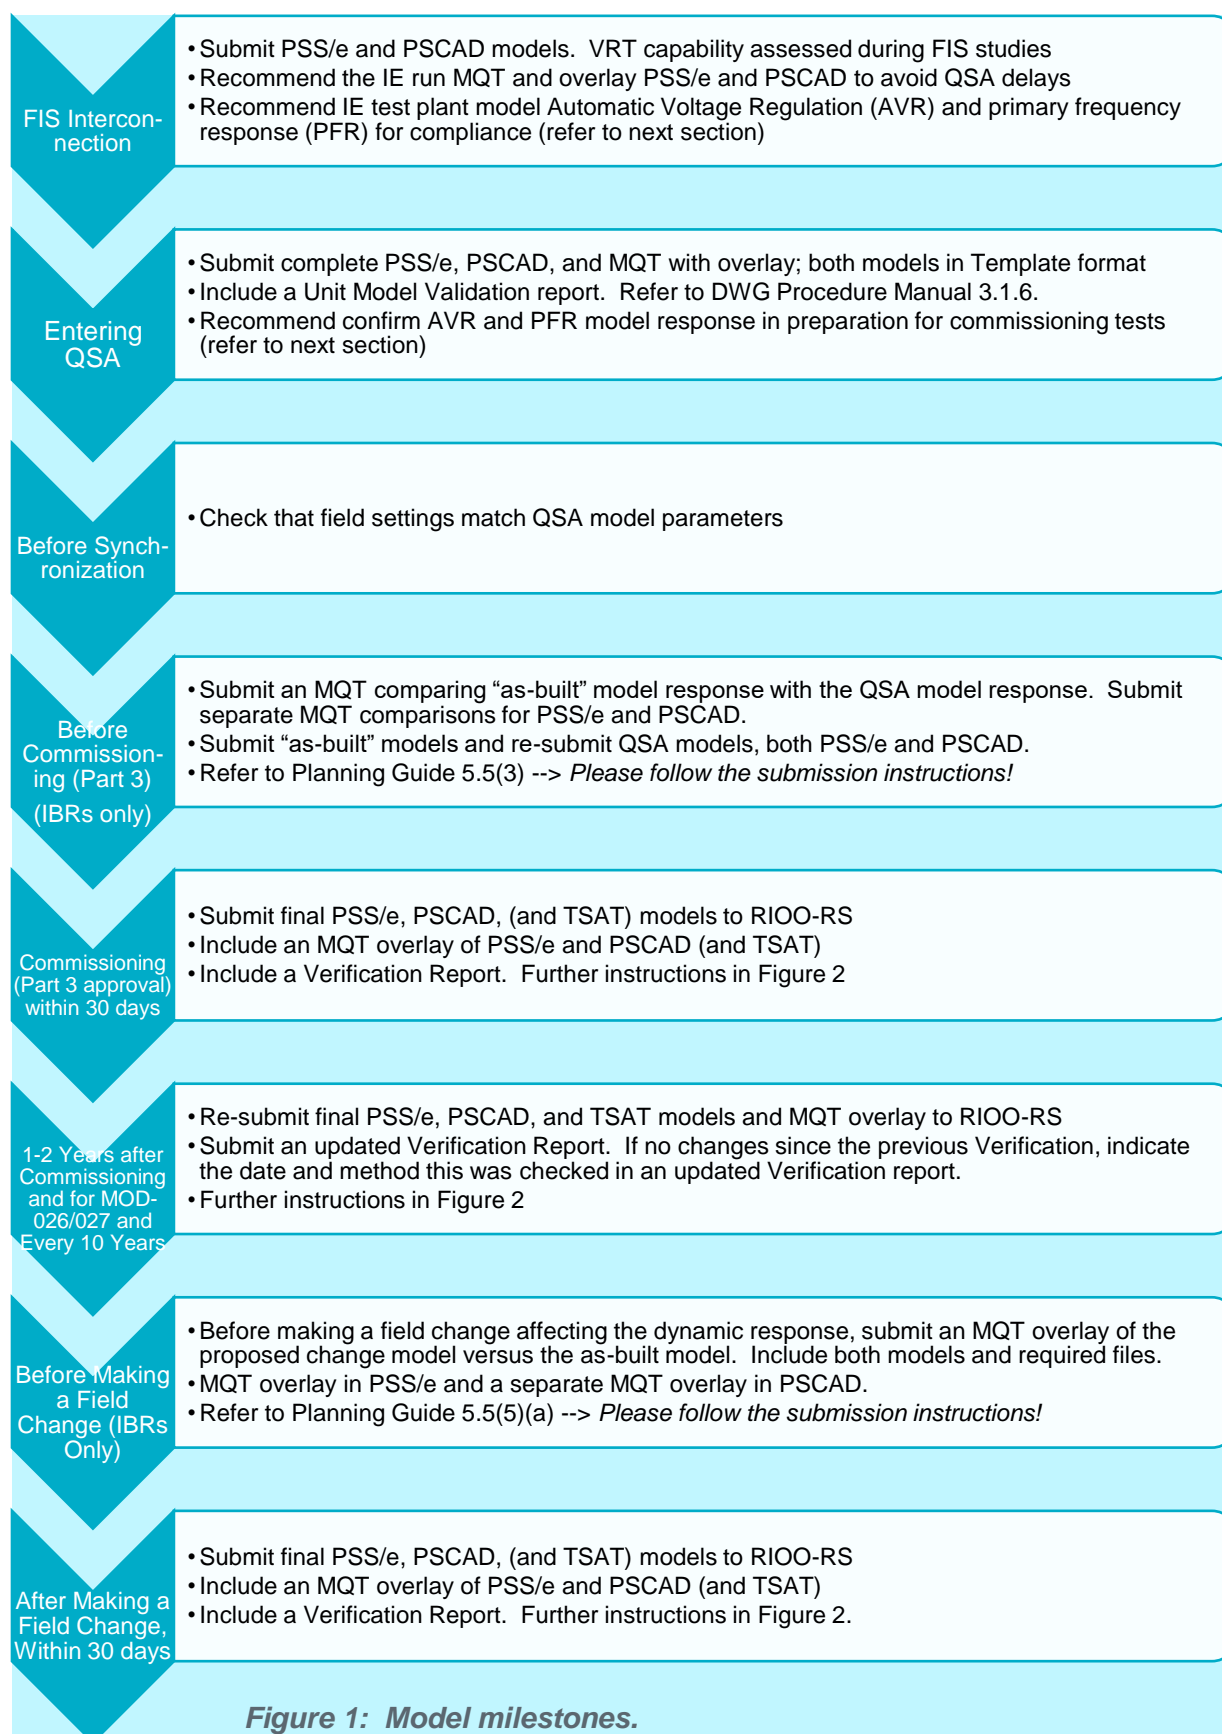 FIS Intercon-
nection
• Submit PSS/e and PSCAD models.  VRT capability assessed during FIS studies
• Recommend the IE run MQT and overlay PSS/e and PSCAD to avoid QSA delays
• Recommend IE test plant model Automatic Voltage Regulation (AVR) and primary frequency
response (PFR) for compliance (refer to next section)
Entering
QSA
• Submit complete PSS/e, PSCAD, and MQT with overlay; both models in Template format
• Include a Unit Model Validation report.  Refer to DWG Procedure Manual 3.1.6.
• Recommend confirm AVR and PFR model response in preparation for commissioning tests
(refer to next section)
Before Synch-
ronization
• Check that field settings match QSA model parameters
Before
Commission-
ing (Part 3)
(IBRs only)
• Submit an MQT comparing “as-built” model response with the QSA model response.  Submit
separate MQT comparisons for PSS/e and PSCAD.
• Submit “as-built” models and re-submit QSA models, both PSS/e and PSCAD.
• Refer to Planning Guide 5.5(3) --> Please follow the submission instructions!
Commissioning
(Part 3 approval)
within 30 days
• Submit final PSS/e, PSCAD, (and TSAT) models to RIOO-RS
• Include an MQT overlay of PSS/e and PSCAD (and TSAT)
• Include a Verification Report.  Further instructions in Figure 2
1-2 Years after
Commissioning
and for MOD-
026/027 and
Every 10 Years
• Re-submit final PSS/e, PSCAD, and TSAT models and MQT overlay to RIOO-RS
• Submit an updated Verification Report.  If no changes since the previous Verification, indicate
the date and method this was checked in an updated Verification report.
• Further instructions in Figure 2
Before Making
a Field
Change (IBRs
Only)
• Before making a field change affecting the dynamic response, submit an MQT overlay of the
proposed change model versus the as-built model.  Include both models and required files.
• MQT overlay in PSS/e and a separate MQT overlay in PSCAD.
• Refer to Planning Guide 5.5(5)(a) --> Please follow the submission instructions!
After Making a
Field Change,
Within 30 days
• Submit final PSS/e, PSCAD, (and TSAT) models to RIOO-RS
• Include an MQT overlay of PSS/e and PSCAD (and TSAT)
• Include a Verification Report.  Further instructions in Figure 2.
Figure 1:  Model milestones.